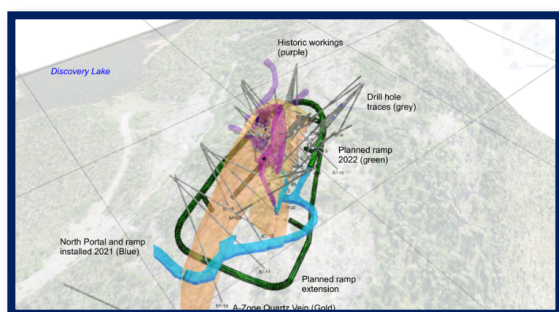 Historic workings
(purple)
Discovery Lake
Drill hole
traces (grey)
Planned ramp
2022 (green)
North Portal and ramp
installed 2021 (Blue)
Planned ramp
extension
A-Zone Quartz Vein (Gold)